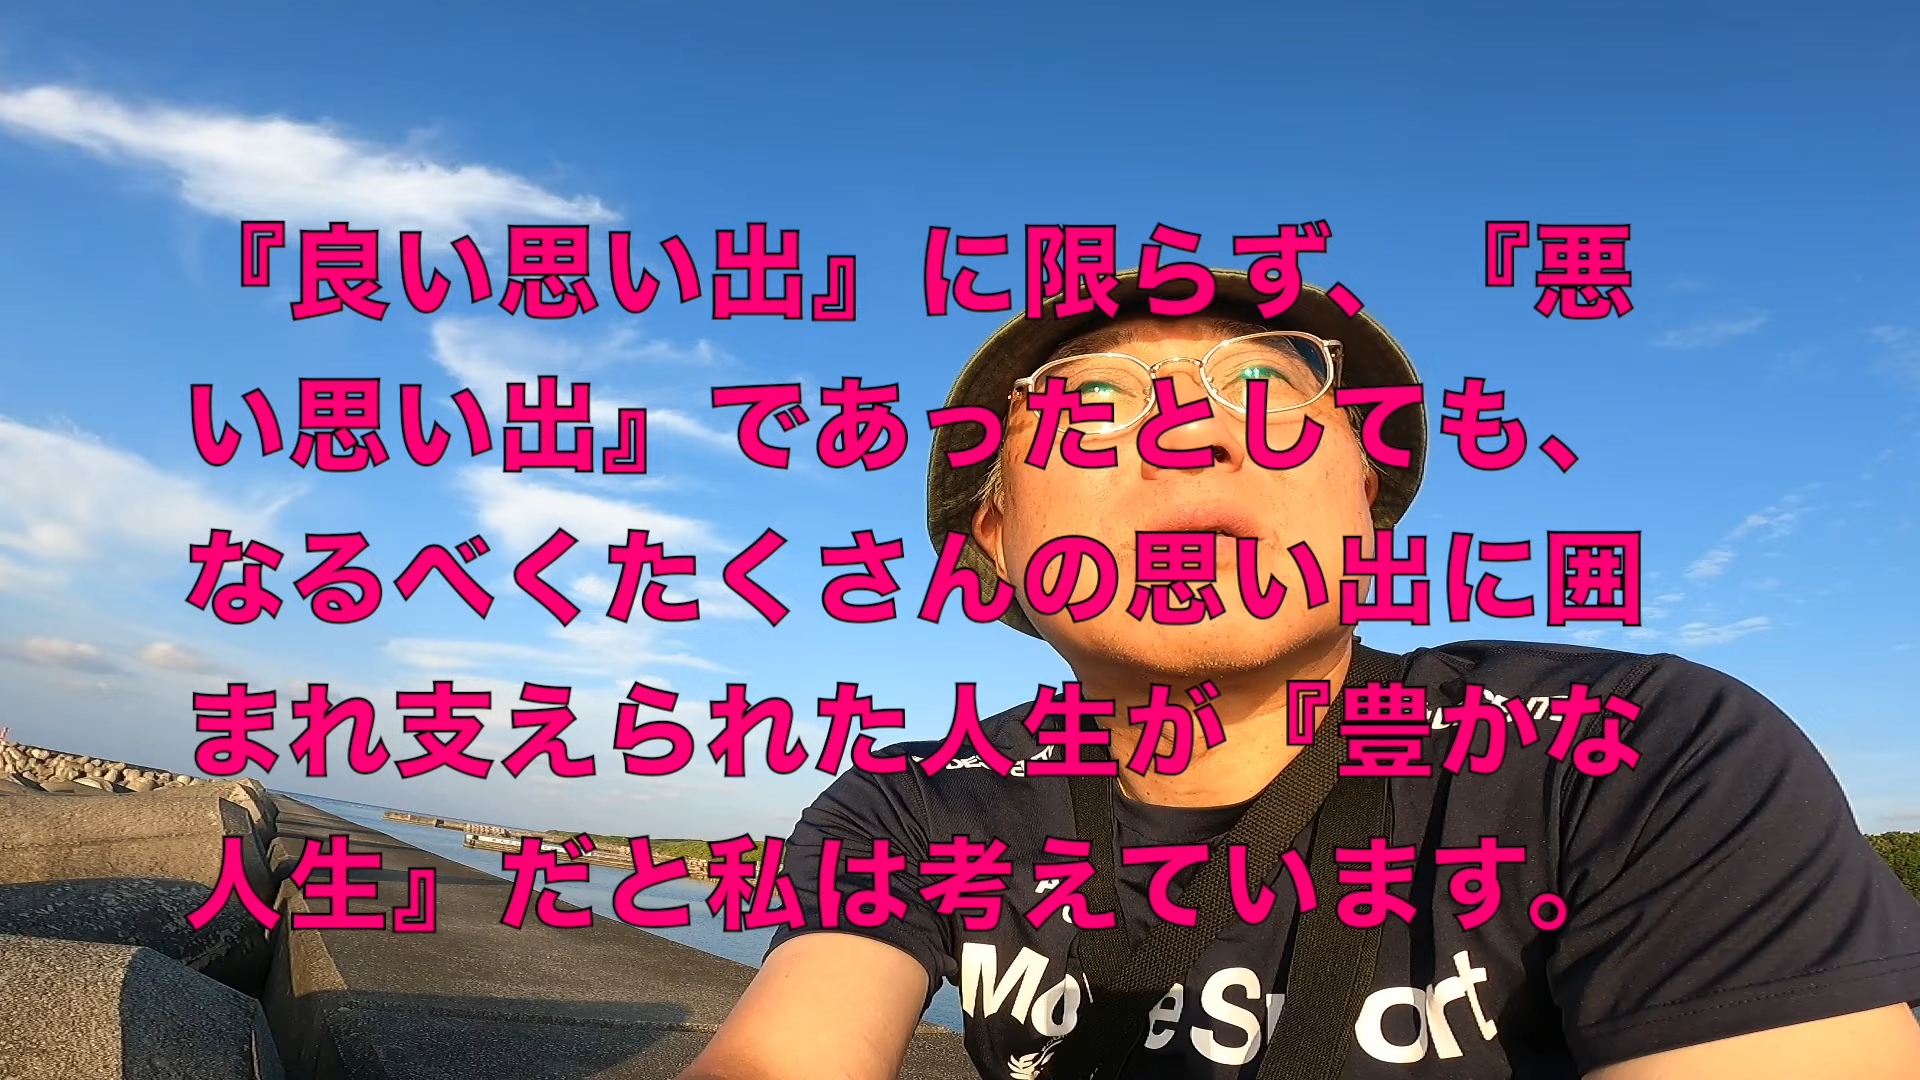 『良い思い出』に限らず、『悪
い思い出』であったとしても、
なるべくたくさんの思い出に囲
まれ支えられた人生が『豊かな
人生』だと私は考えています。